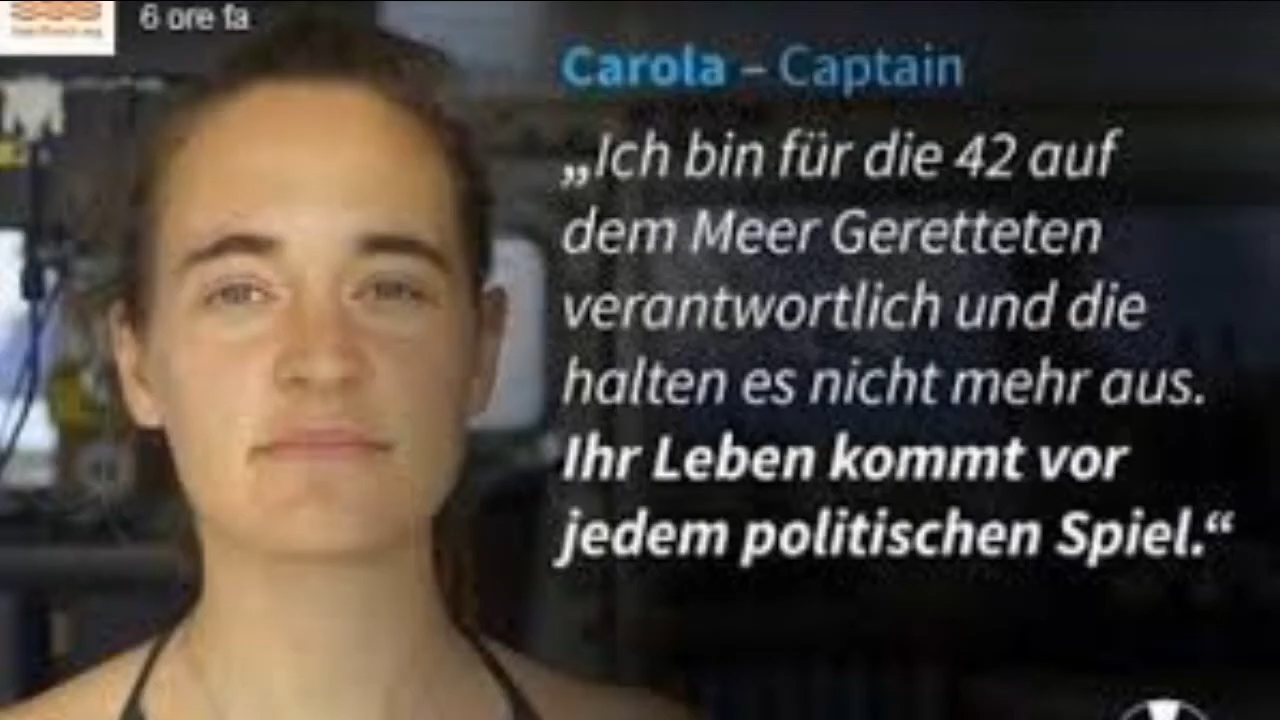 6 ore fa
Carola – Captain
„Ich bin für die 42 auf
dem Meer Geretteten
verantwortlich und die
halten es nicht mehr aus.
Ihr Leben kommt vor
jedem politischen Spiel.“